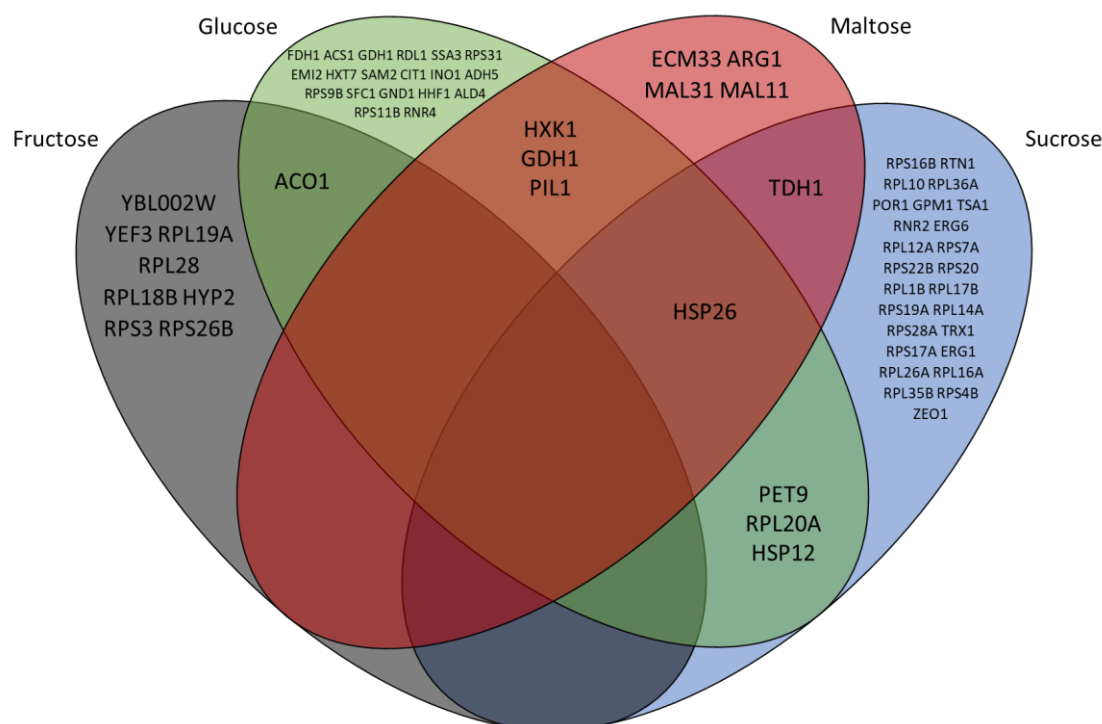 Glucose
Maltose
Fructose
Sucrose
FDH1 ACS1 GDH1 RDL1 SSA3 RPS31
EMI2 HXT7 SAM2 CIT1 INO1 ADH5
RPS9B SFC1 GND1 HHF1 ALD4
RPS11B RNR4
ECM33 ARG1
MAL31 MAL11
HXK1
GDH1
PIL1
ACO1
TDH1
YBL002W
YEF3 RPL19A
RPL28
RPL18B HYP2
RPS3 RPS26B
HSP26
RPS16B RTN1
RPL10 RPL36A
POR1 GPM1 TSA1
RNR2 ERG6
RPL12A RPS7A
RPS22B RPS20
RPL1B RPL17B
RPS19A RPL14A
RPS28A TRX1
RPS17A ERG1
RPL26A RPL16A
RPL35B RPS4B
ZEO1
PET9
RPL20A
HSP12